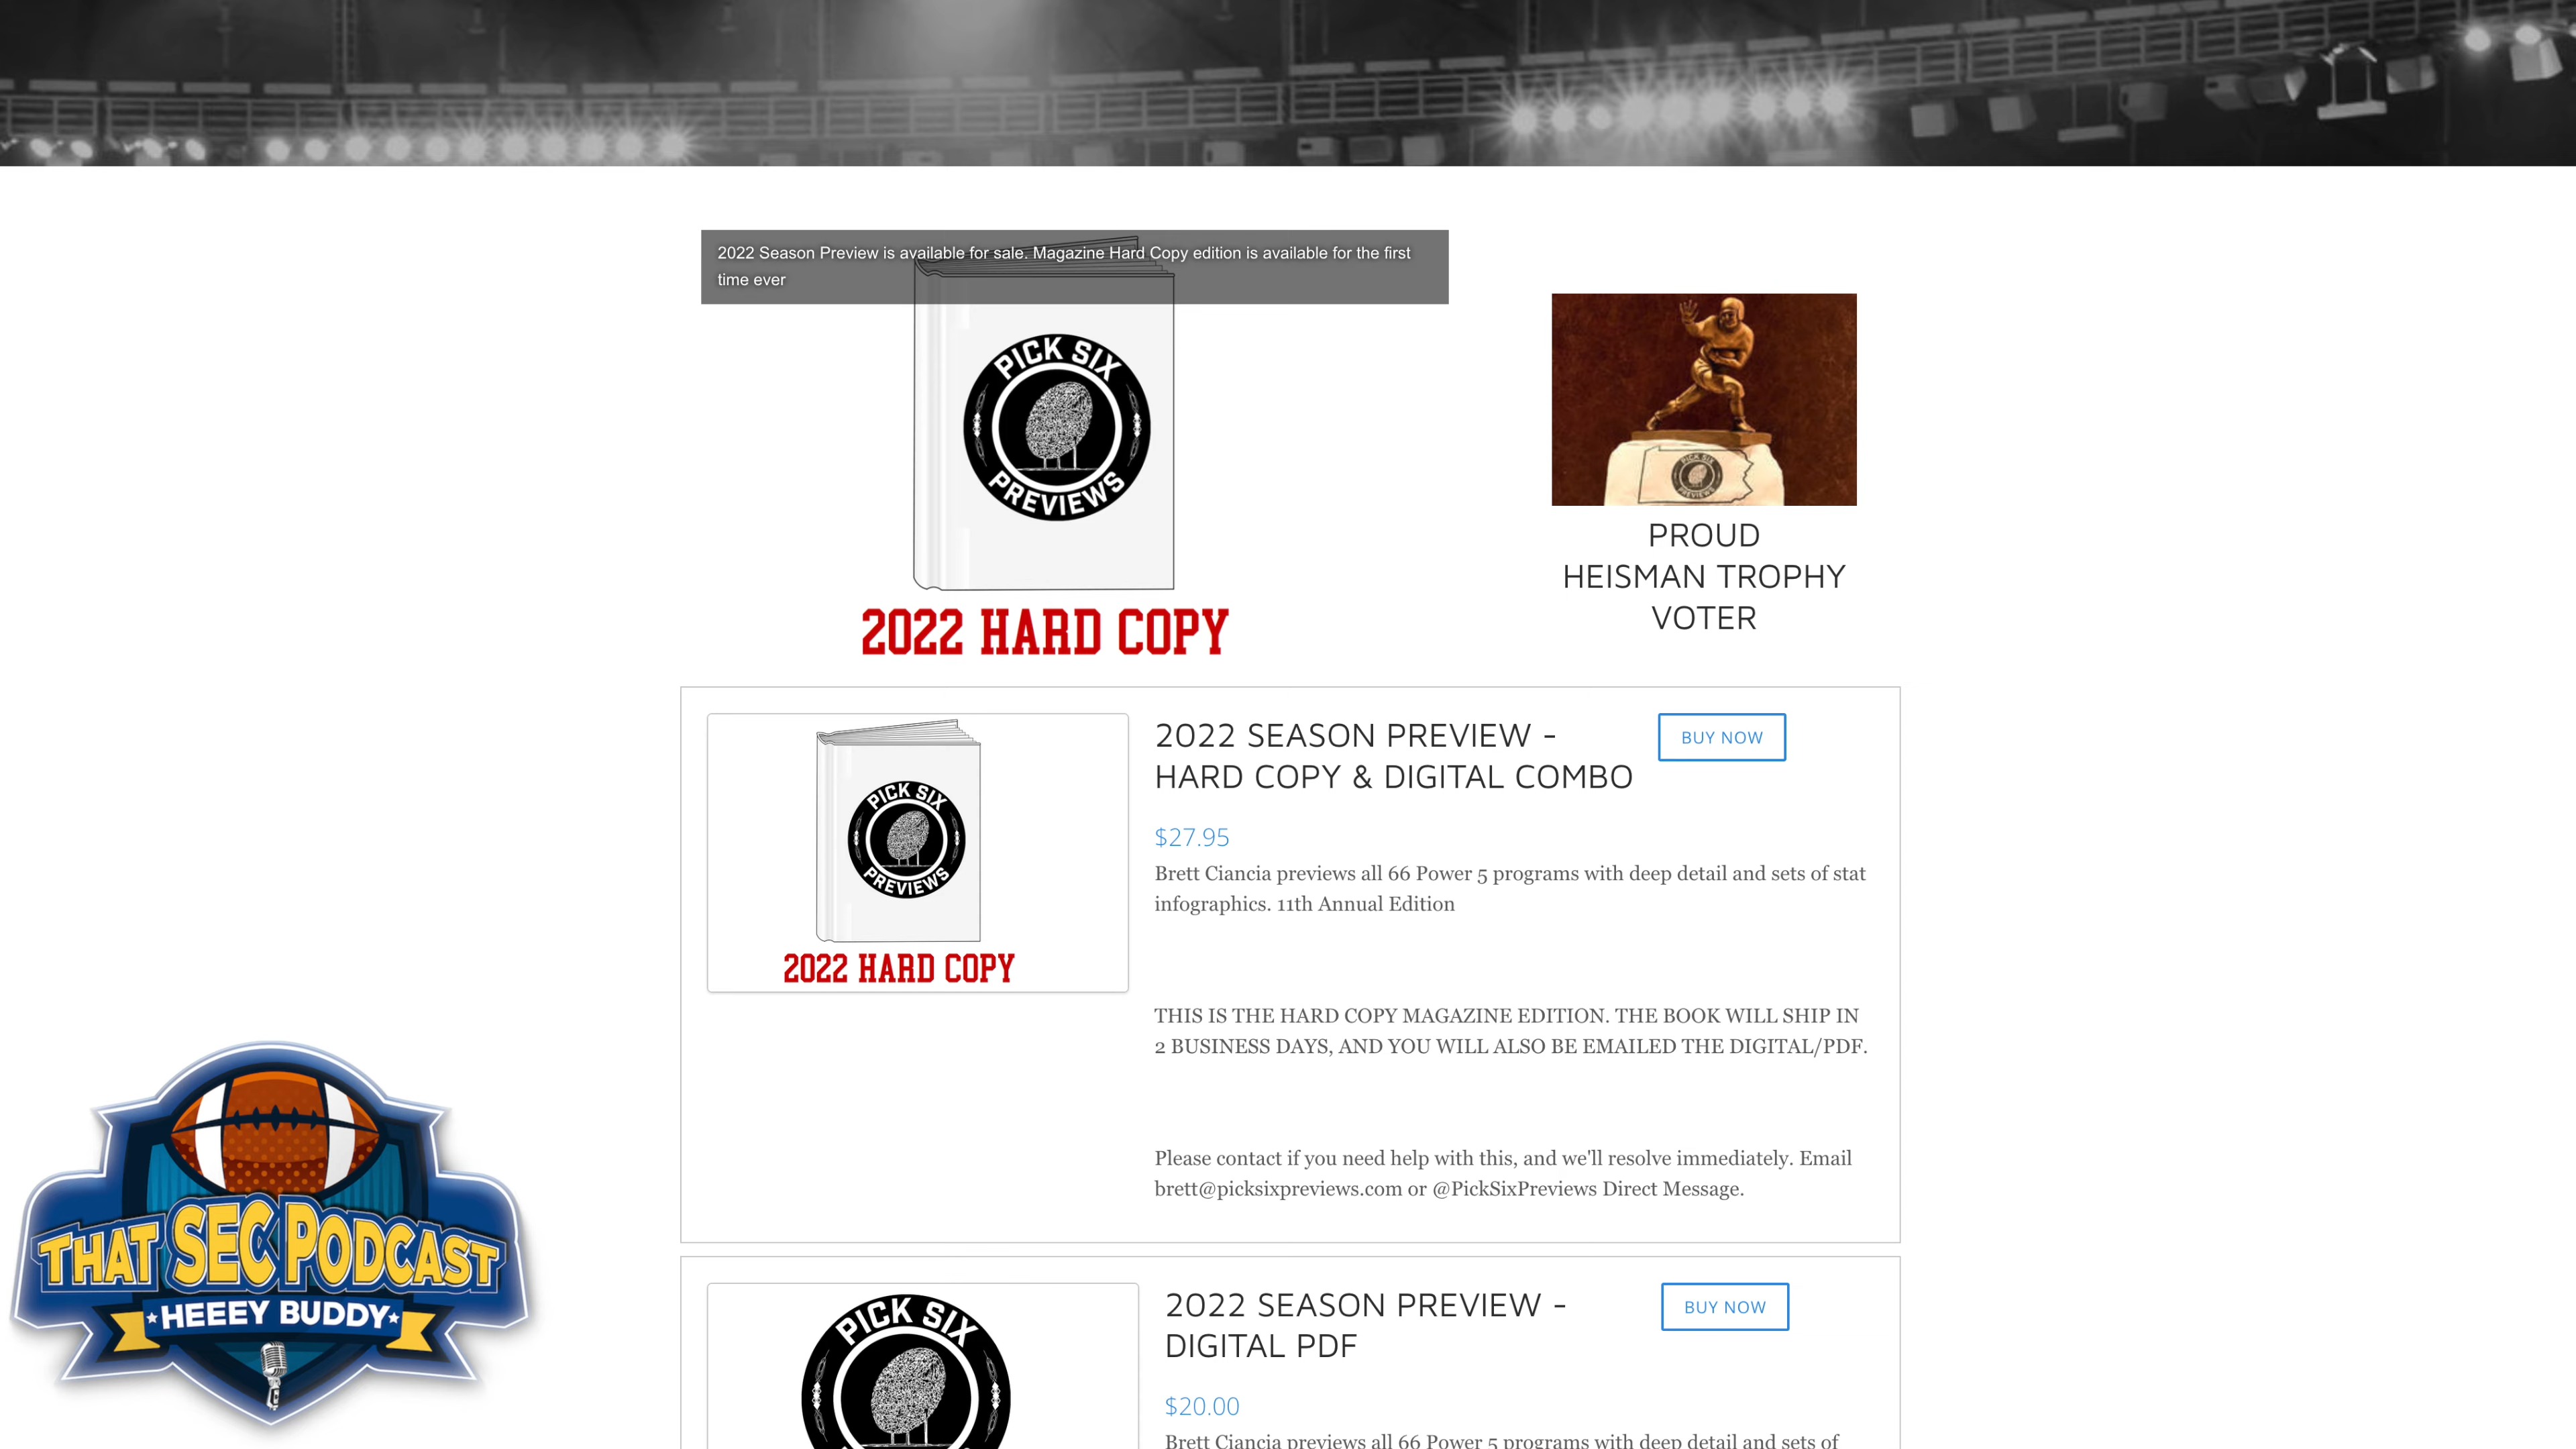 2022 Season Preview is available for sale. Magazine Hard Copy edition is available for the first
time ever
PICK SIX
PREVIEWS
2022 HARD COPY
PICK SIX
PREVIEWS
PROUD
HEISMAN TROPHY
VOTER
PICK SIX
PREVIEWS
2022 HARD COPY
2022 SEASON PREVIEW -
HARD COPY & DIGITAL COMBO
BUY NOW
$27.95
Brett Ciancia previews all 66 Power 5 programs with deep detail and sets of stat
infographics. 11th Annual Edition
THIS IS THE HARD COPY MAGAZINE EDITION. THE BOOK WILL SHIP IN
2 BUSINESS DAYS, AND YOU WILL ALSO BE EMAILED THE DIGITAL/PDF.
Please contact if you need help with this, and we'll resolve immediately. Email
brett@picksixpreviews.com or @PickSixPreviews Direct Message.
THAT SEC PODCAST
HEEEY BUDDY
PICK SIX
2022 SEASON PREVIEW -
DIGITAL PDF
BUY NOW
$20.00
Brett Ciancia previews all 66 Power 5 programs with deep detail and sets of